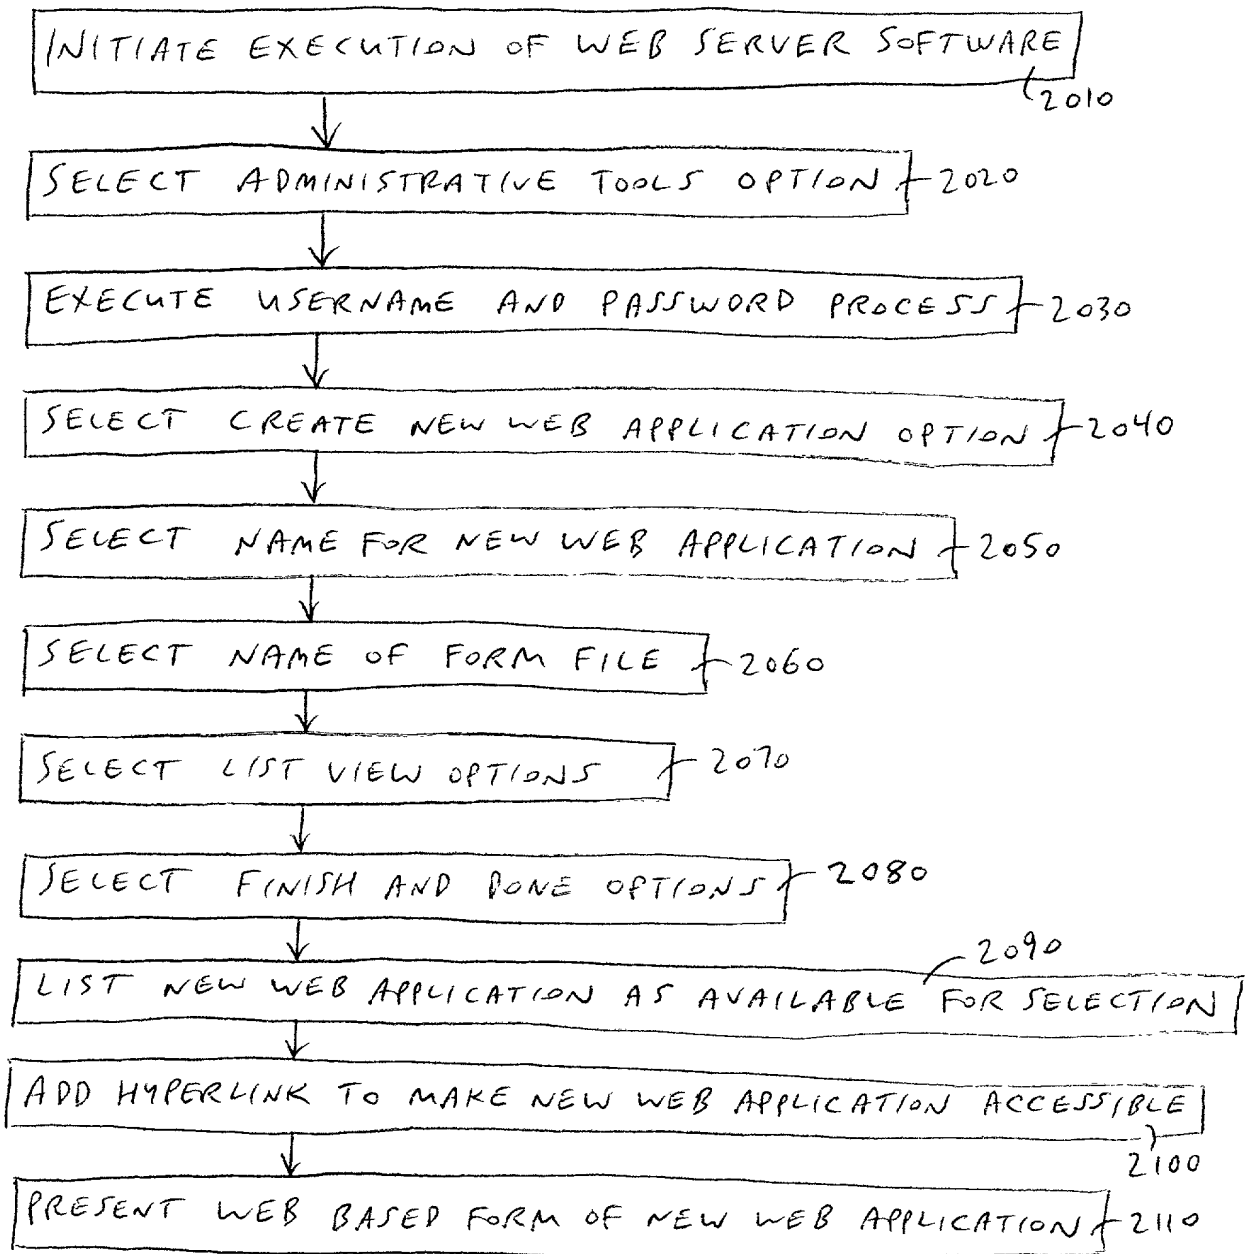 INITIATE EXECUTION OF WEB SERVER SOFTWARE
2010
SELECT ADMINISTRATIVE TOOLS OPTION 2020
EXECUTE USERNAME AND PASSWORD PROCESS 2030
SELECT CREATE NEW WEB APPLICATION OPTION 2040
SELECT NAME FOR NEW WEB APPLICATION 2050
SELECT NAME OF FORM FILE 2060
SELECT LIST VIEW OPTIONS 2070
SELECT FINISH AND DONE OPTIONS 2080
2090
LIST NEW WEB APPLICATION AS AVAILABLE FOR SELECTION
ADD HYPERLINK TO MAKE NEW WEB APPLICATION ACCESSIBLE
2100
PRESENT WEB BASED FORM OF NEW WEB APPLICATION 2110